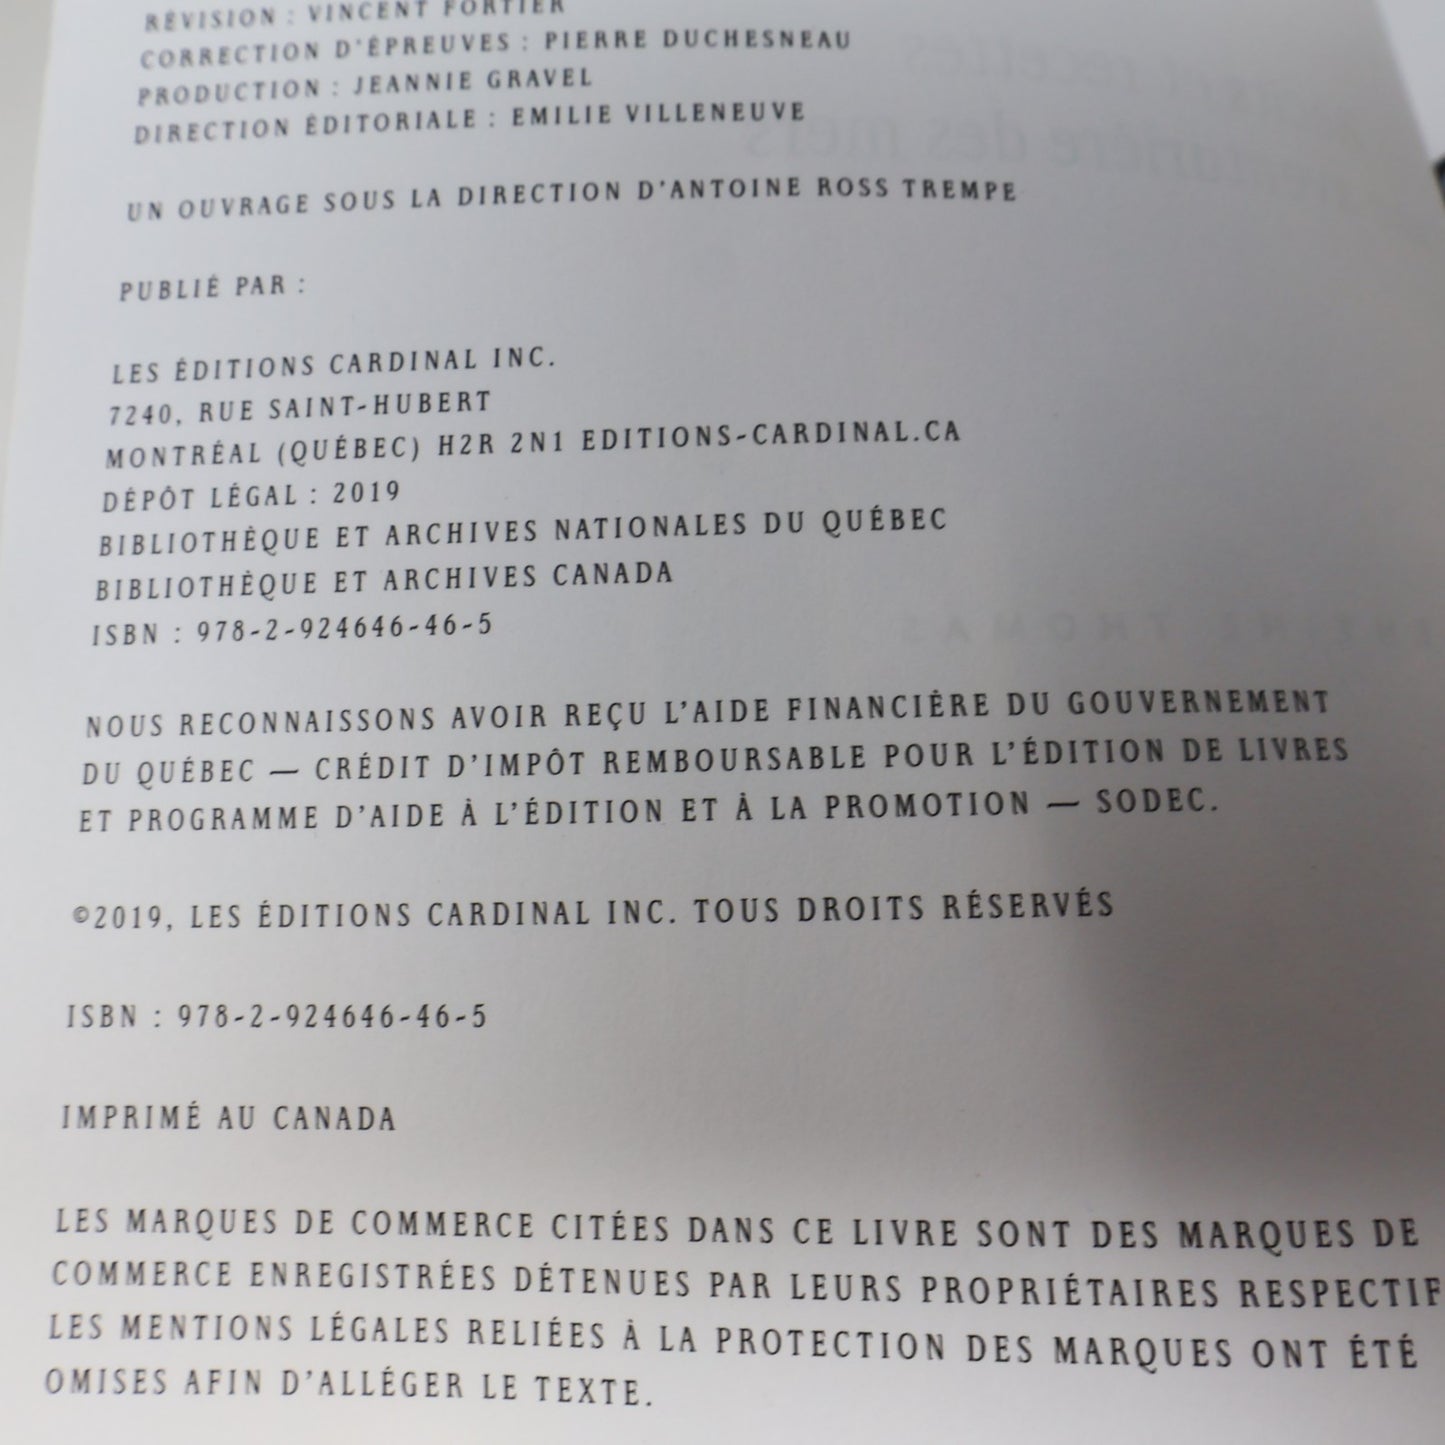 RÉVISION : VINCENT FORTIER
CORRECTION D'ÉPREUVES : PIERRE DUCHESNEAU
PRODUCTION : JEANNIE GRAVEL
DIRECTION ÉDITORIALE : EMILIE VILLENEUVE
UN OUVRAGE SOUS LA DIRECTION D'ANTOINE ROSS TREMPE
PUBLIÉ PAR :
LES ÉDITIONS CARDINAL INC.
7240, RUE SAINT-HUBERT
MONTRÉAL (QUÉBEC) H2R 2N1 EDITIONS-CARDINAL.CA
DÉPÔT LÉGAL : 2019
BIBLIOTHÈQUE ET ARCHIVES NATIONALES DU QUÉBEC
BIBLIOTHÈQUE ET ARCHIVES CANADA
ISBN : 978-2-924646-46-5
NOUS RECONNAISSONS AVOIR REÇU L'AIDE FINANCIÈRE DU GOUVERNEMENT
DU QUÉBEC — CRÉDIT D'IMPÔT REMBOURSABLE POUR L'ÉDITION DE LIVRES
ET PROGRAMME D'AIDE À L'ÉDITION ET À LA PROMOTION — SODEC.
©2019, LES ÉDITIONS CARDINAL INC. TOUS DROITS RÉSERVÉS
ISBN : 978-2-924646-46-5
IMPRIMÉ AU CANADA
LES MARQUES DE COMMERCE CITÉES DANS CE LIVRE SONT DES MARQUES DE
COMMERCE ENREGISTRÉES DÉTENUES PAR LEURS PROPRIÉTAIRES RESPECTIF
LES MENTIONS LÉGALES RELIÉES À LA PROTECTION DES MARQUES ONT ÉTÉ
OMISES AFIN D'ALLÉGER LE TEXTE.